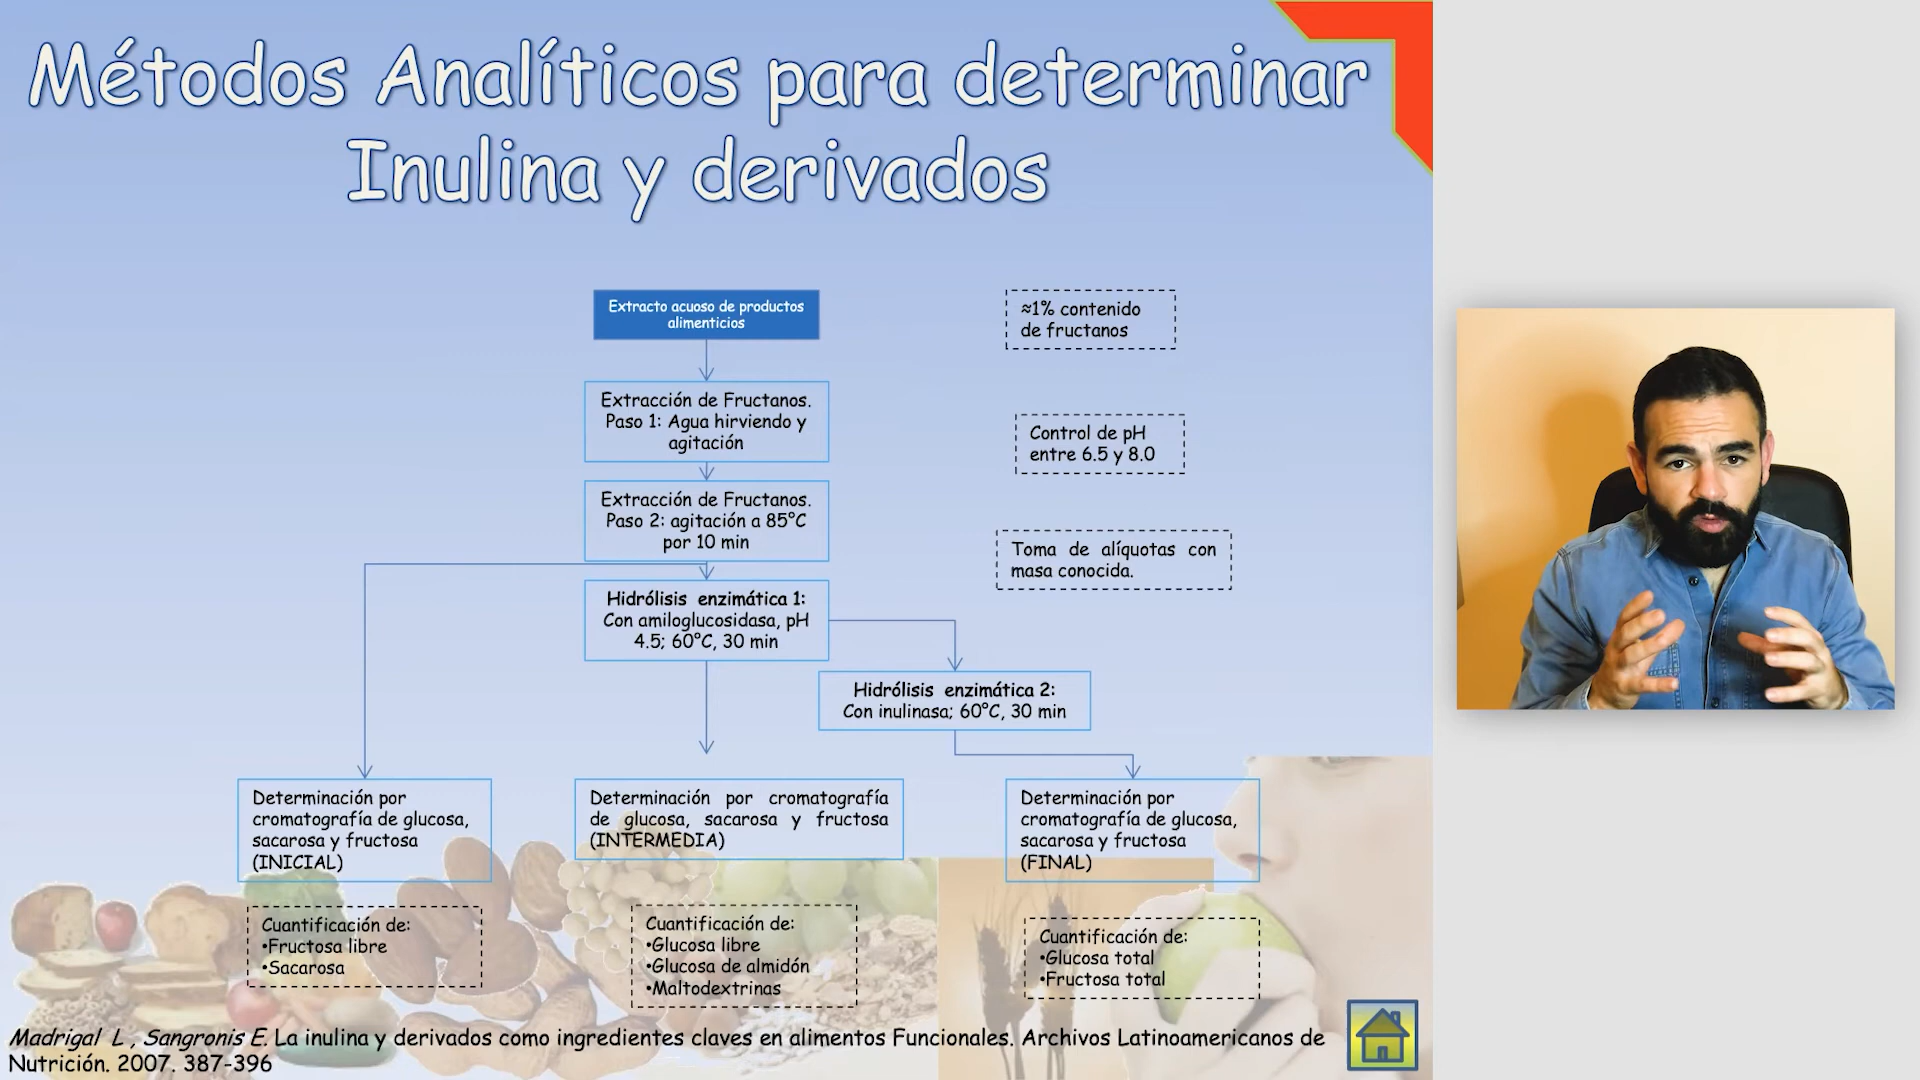 Métodos Analíticos para determinar
Inulina y derivados
Extracto acuoso de productos
alimenticios
≈1% contenido
de fructanos
Extracción de Fructanos.
Paso 1: Agua hirviendo y
agitación
Control de pH
entre 6.5 y 8.0
Extracción de Fructanos.
Paso 2: agitación a 85°C
por 10 min
Toma de alíquotas con
masa conocida.
Hidrólisis enzimática 1:
Con amiloglucosidasa, pH
4.5; 60°C, 30 min
Hidrólisis enzimática 2:
Con inulinasa; 60°C, 30 min
Determinación por
cromatografía de glucosa,
sacarosa y fructosa
(INICIAL)
Determinación por cromatografía
de glucosa, sacarosa y fructosa
(INTERMEDIA)
Determinación por
cromatografía de glucosa,
sacarosa y fructosa
(FINAL)
Cuantificación de:
•Fructosa libre
•Sacarosa
Cuantificación de:
•Glucosa libre
•Glucosa de almidón
•Maltodextrinas
Cuantificación de:
•Glucosa total
•Fructosa total
Madrigal L , Sangronis E. La inulina y derivados como ingredientes claves en alimentos Funcionales. Archivos Latinoamericanos de
Nutrición. 2007. 387-396